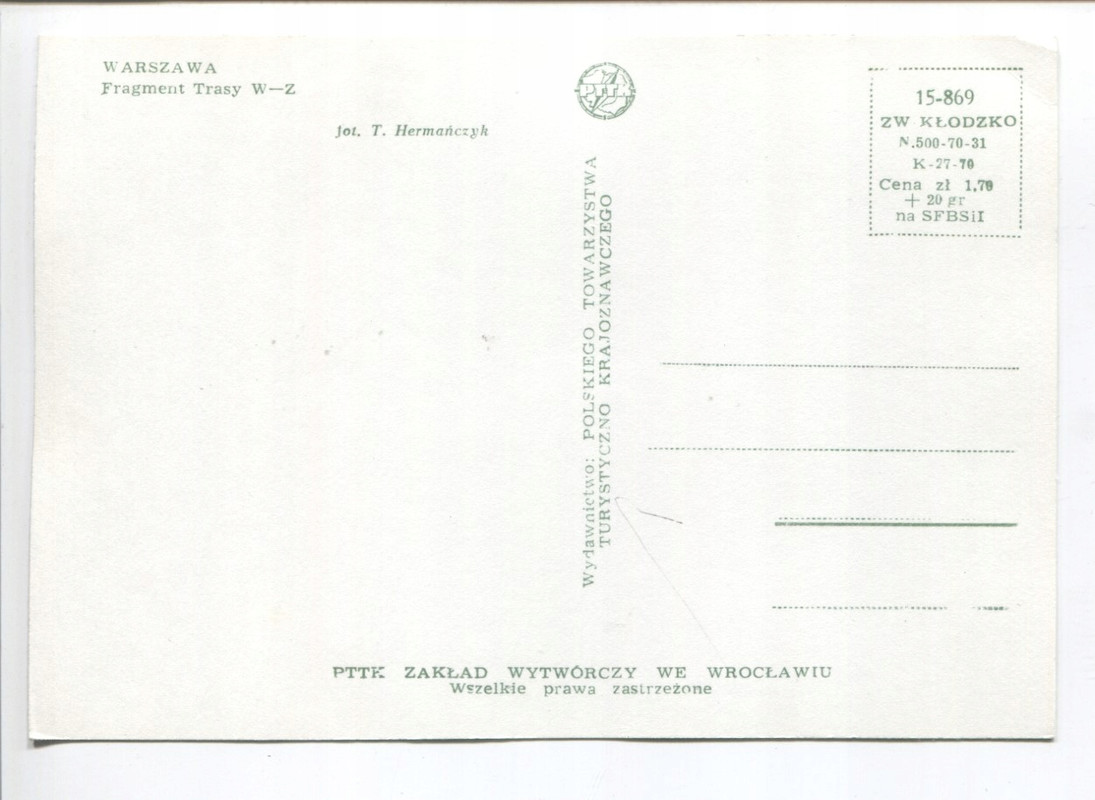 WARSZAWA
Fragment Trasy W—Z
fot. T. Hermańczyk
PTTK
Wydawnictwo: POLSKIEGO TOWARZYSTWA
TURYSTYCZNO KRAJOZNAWCZEGO
15-869
ZW KŁODZKO
N.500-70-31
K-27-70
Cena zł 1,70
+ 20 gr
na SFBSiI
PTTK ZAKŁAD WYTWÓRCZY WE WROCŁAWIU
Wszelkie prawa zastrzeżone